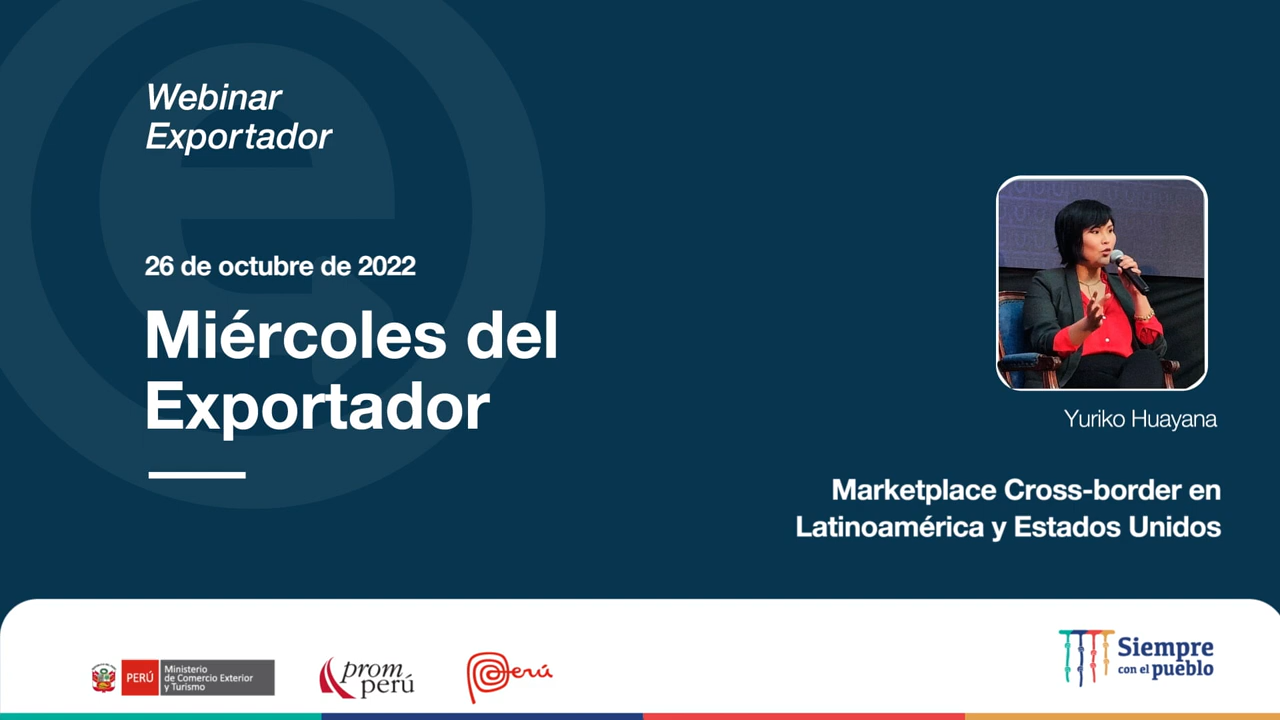 Webinar
Exportador
26 de octubre de 2022
Miércoles del
Exportador
Yuriko Huayana
Marketplace Cross-border en
Latinoamérica y Estados Unidos
PERÚ
Ministerio
de Comercio Exterior
y Turismo
prom
perú
Perú
Siempre
con el pueblo